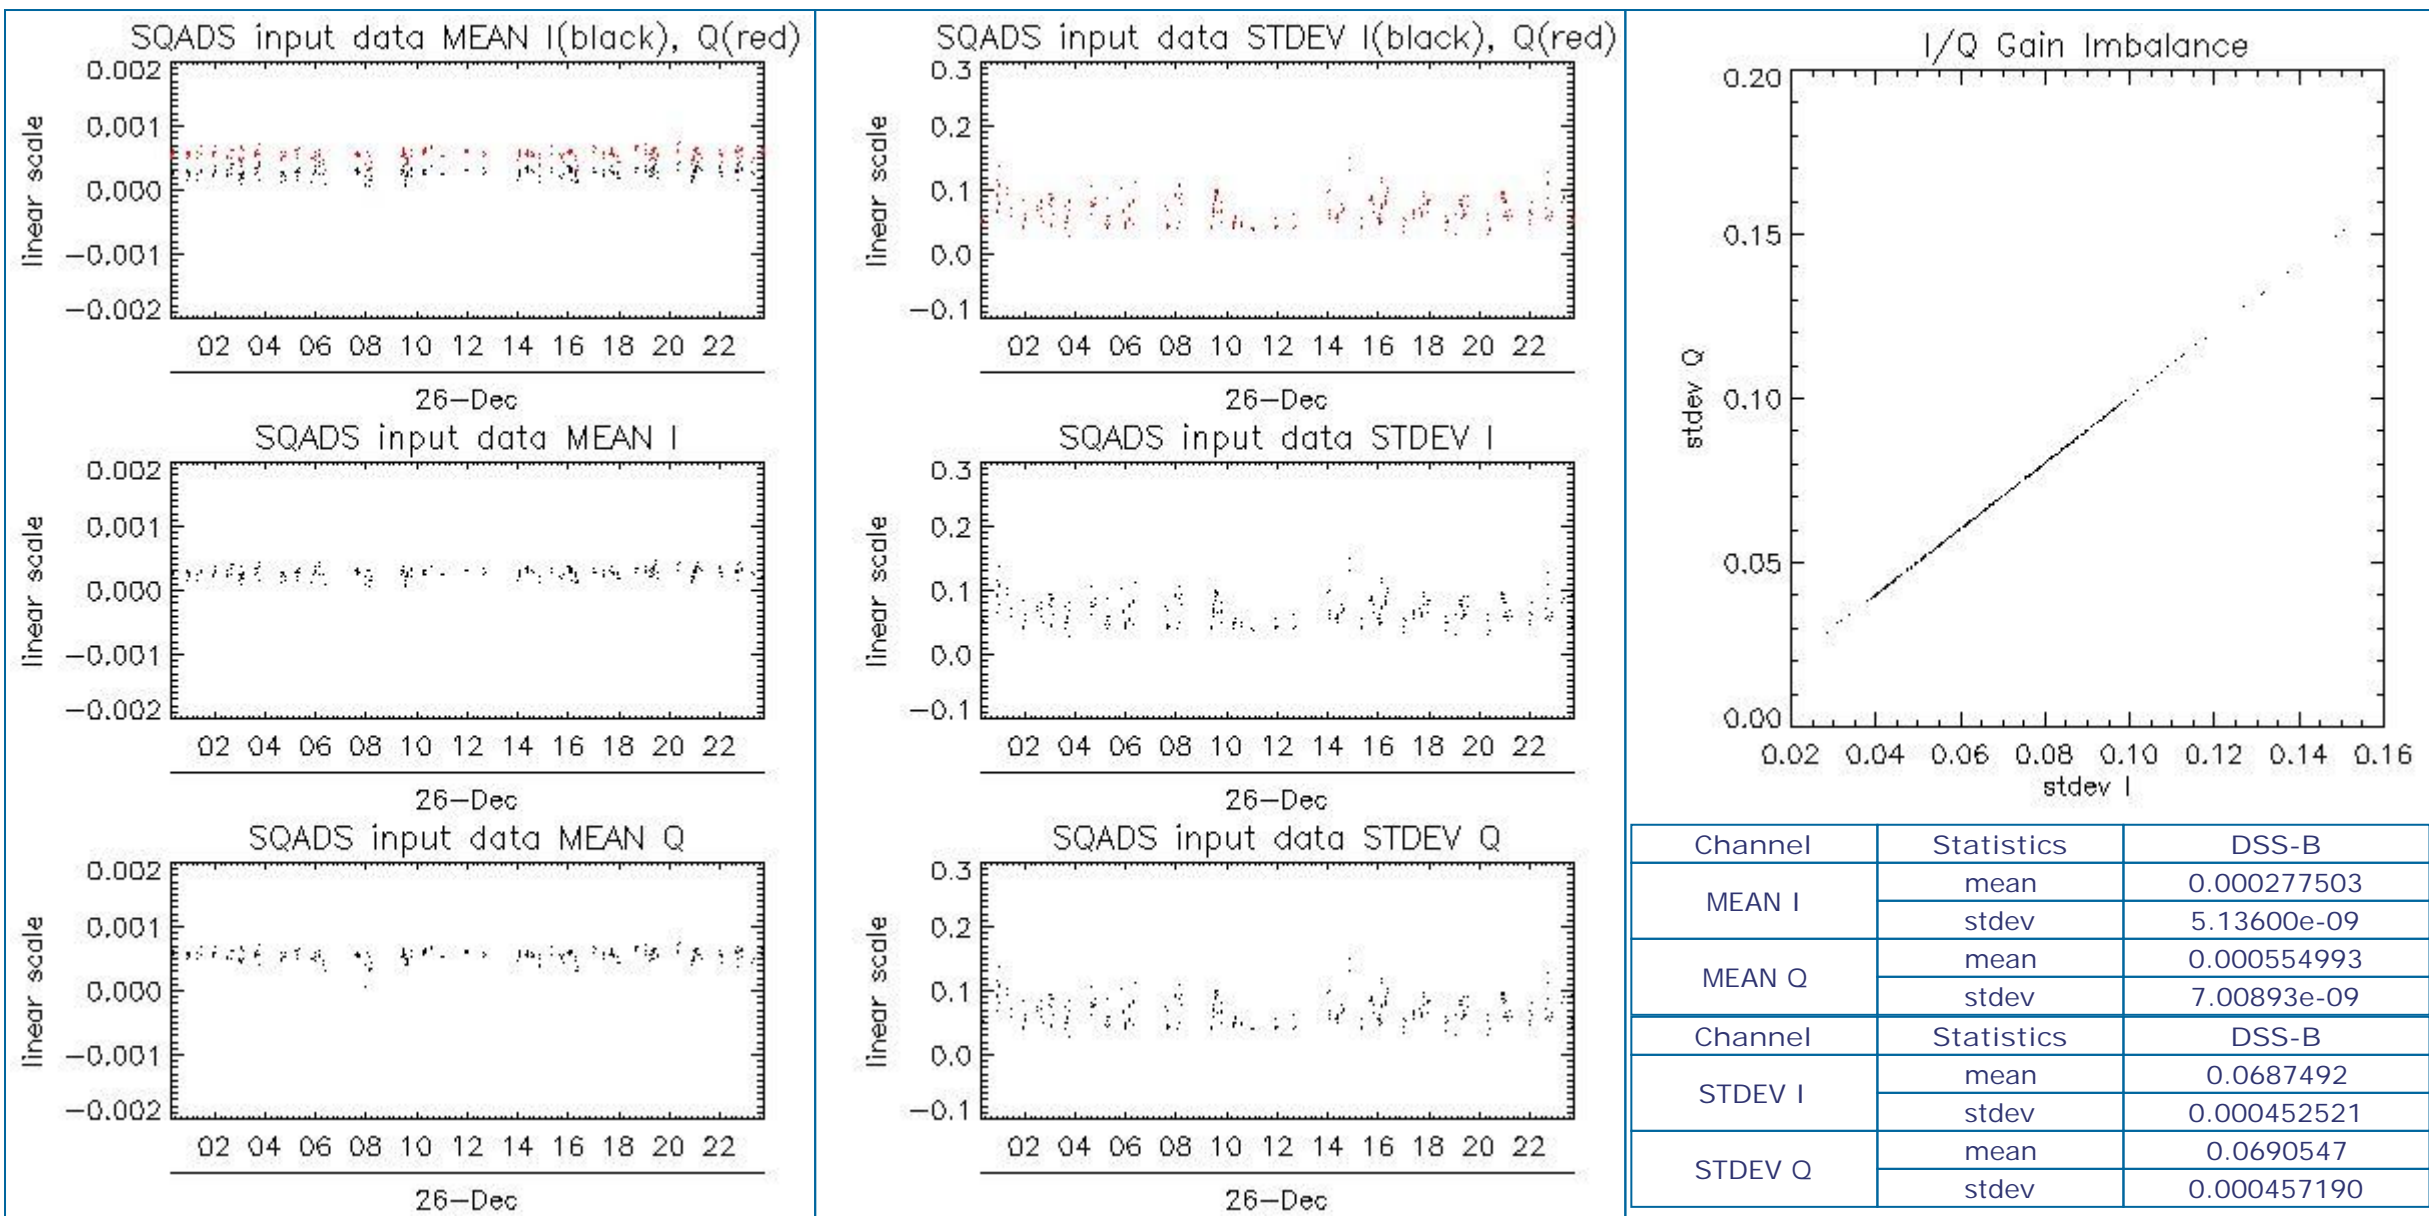 SQADS input data MEAN I(black), Q(red)
linear scale
0.002
0.001
0.000
−0.001
−0.002
02 04 06 08 10 12 14 16 18 20 22
26−Dec
SQADS input data MEAN I
linear scale
0.002
0.001
0.000
−0.001
−0.002
02 04 06 08 10 12 14 16 18 20 22
26−Dec
SQADS input data MEAN Q
linear scale
0.002
0.001
0.000
−0.001
−0.002
02 04 06 08 10 12 14 16 18 20 22
26−Dec
SQADS input data STDEV I(black), Q(red)
linear scale
0.3
0.2
0.1
0.0
−0.1
02 04 06 08 10 12 14 16 18 20 22
26−Dec
SQADS input data STDEV I
linear scale
0.3
0.2
0.1
0.0
−0.1
02 04 06 08 10 12 14 16 18 20 22
26−Dec
SQADS input data STDEV Q
linear scale
0.3
0.2
0.1
0.0
−0.1
02 04 06 08 10 12 14 16 18 20 22
26−Dec
I/Q Gain Imbalance
stdev Q
0.20
0.15
0.10
0.05
0.00
0.02 0.04 0.06 0.08 0.10 0.12 0.14 0.16
stdev I
Channel Statistics DSS-B
MEAN I mean 0.000277503
stdev 5.13600e-09
MEAN Q mean 0.000554993
stdev 7.00893e-09
Channel Statistics DSS-B
STDEV I mean 0.0687492
stdev 0.000452521
STDEV Q mean 0.0690547
stdev 0.000457190